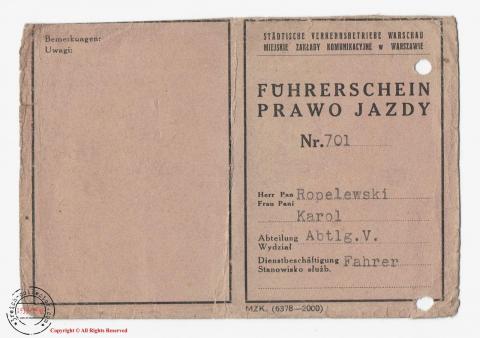 Bemerkungen:
Uwagi:
STÄDTISCHE VERKEHRSBETRIEBE WARSCHAU
MIEJSKIE ZAKŁADY KOMUNIKACYJNE w WARSZAWIE
FÜHRERSCHEIN
PRAWO JAZDY
Nr. 701
Herr Pan Ropelewski
Frau Pani
Karol
Abteilung Abtlg.V.
Wydział
Dienstbeschäftigung Fahrer
Stanowisko służb.
MZK. (6378—2000)
Copyright © All Rights Reserved